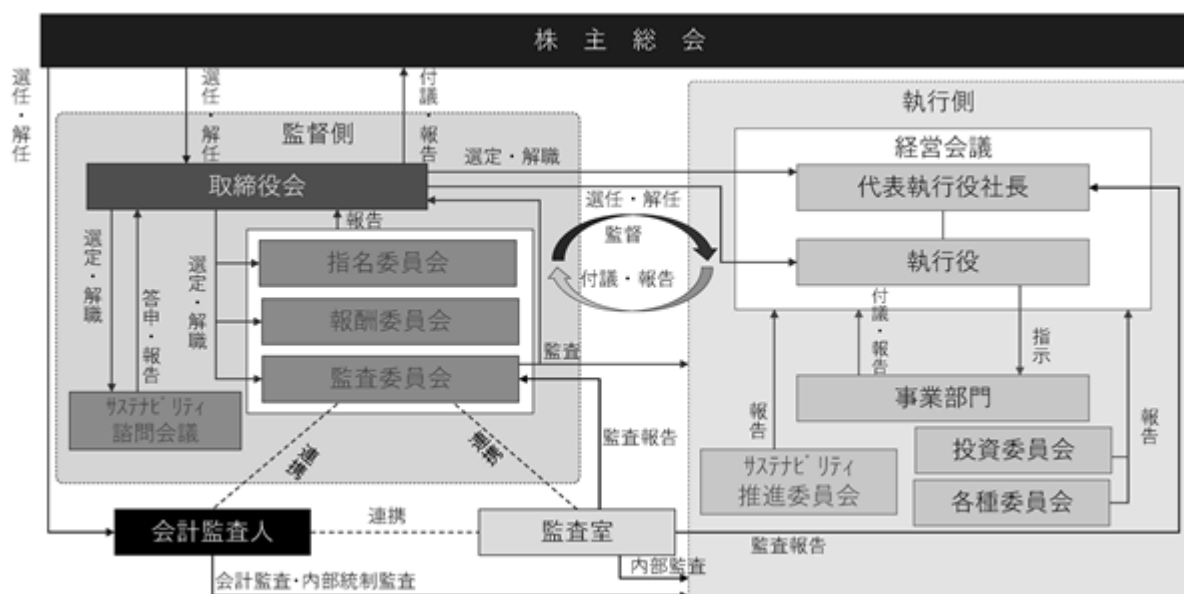 株主総会
選任・解任
選任・解任
付議・報告
監督側
執行側
取締役会
選定・解職
経営会議
代表執行役社長
選任・解任
監督
付議・報告
報告
指名委員会
執行役
選定・解職
答申・報告
選定・解職
報酬委員会
付議・報告
指示
監査
監査委員会
事業部門
サステナビリティ
諮問会議
報告
報告
連携
連携
監査報告
投資委員会
サステナビリティ
推進委員会
各種委員会
会計監査人
連携
監査室
監査報告
内部監査
会計監査・内部統制監査